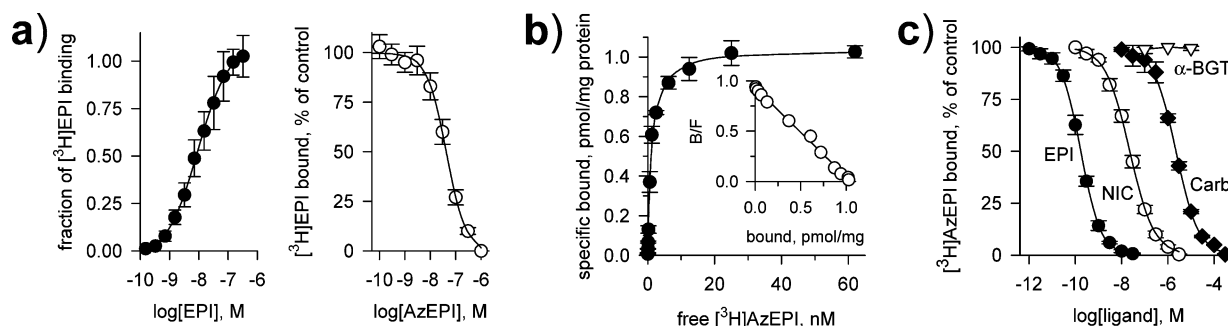 a)
fraction of [³H]EPI binding
1.00
0.75
0.50
0.25
0.00
-10 -9 -8 -7 -6
log[EPI], M
[³H]EPI bound, % of control
100
75
50
25
0
-10 -9 -8 -7 -6
log[AzEPI], M
b)
specific bound, pmol/mg protein
1.0
0.8
0.6
0.4
0.2
0.0
0 20 40 60
free [³H]AzEPI, nM
B/F
1.0
0.5
0.0
0.0 0.5 1.0
bound, pmol/mg
c)
[³H]AzEPI bound, % of control
100
75
50
25
0
-12 -10 -8 -6 -4
log[ligand], M
α-BGT
EPI
NIC
Carb